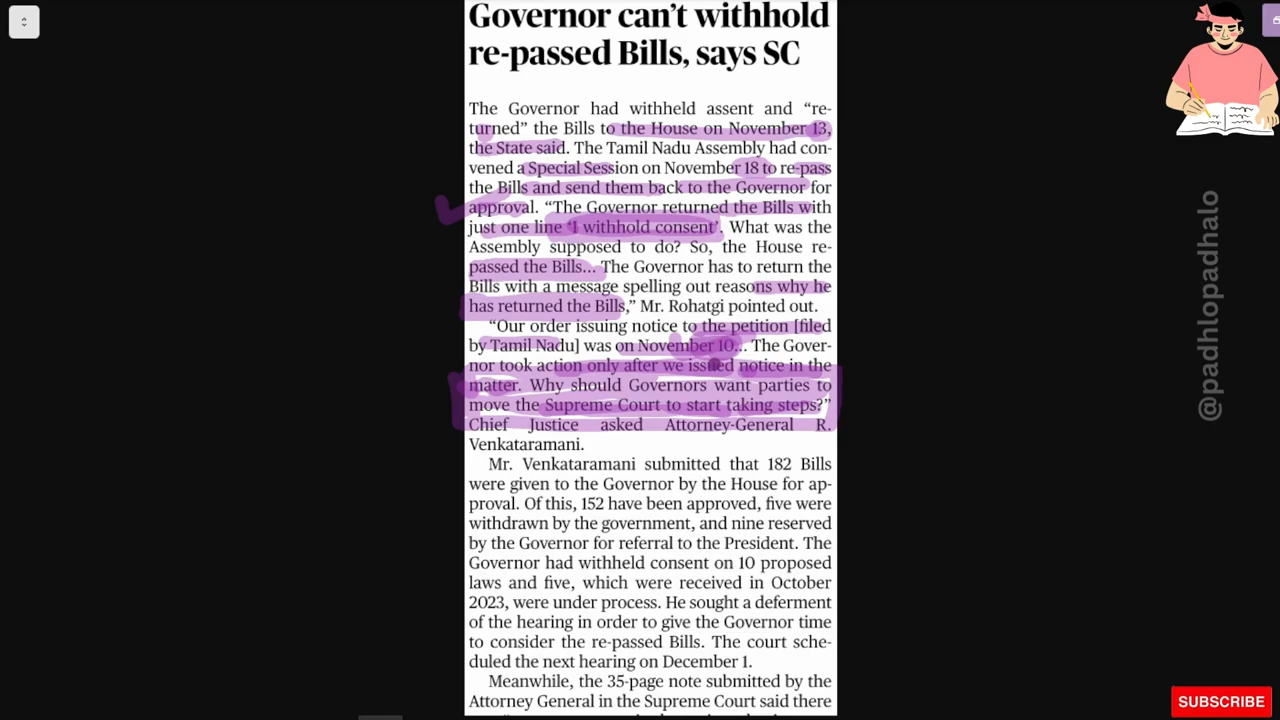 Governor can’t withhold
re-passed Bills, says SC
The Governor had withheld assent and “re-
turned” the Bills to the House on November 13,
the State said. The Tamil Nadu Assembly had con-
vened a Special Session on November 18 to re-pass
the Bills and send them back to the Governor for
approval. “The Governor returned the Bills with
just one line ‘I withhold consent’. What was the
Assembly supposed to do? So, the House re-
passed the Bills... The Governor has to return the
Bills with a message spelling out reasons why he
has returned the Bills,” Mr. Rohatgi pointed out.
“Our order issuing notice to the petition [filed
by Tamil Nadu] was on November 10... The Gover-
nor took action only after we issued notice in the
matter. Why should Governors want parties to
move the Supreme Court to start taking steps?”
Chief Justice asked Attorney-General R.
Venkataramani.
Mr. Venkataramani submitted that 182 Bills
were given to the Governor by the House for ap-
proval. Of this, 152 have been approved, five were
withdrawn by the government, and nine reserved
by the Governor for referral to the President. The
Governor had withheld consent on 10 proposed
laws and five, which were received in October
2023, were under process. He sought a deferment
of the hearing in order to give the Governor time
to consider the re-passed Bills. The court sche-
duled the next hearing on December 1.
Meanwhile, the 35-page note submitted by the
Attorney General in the Supreme Court said there
@padhlopadhalo
SUBSCRIBE